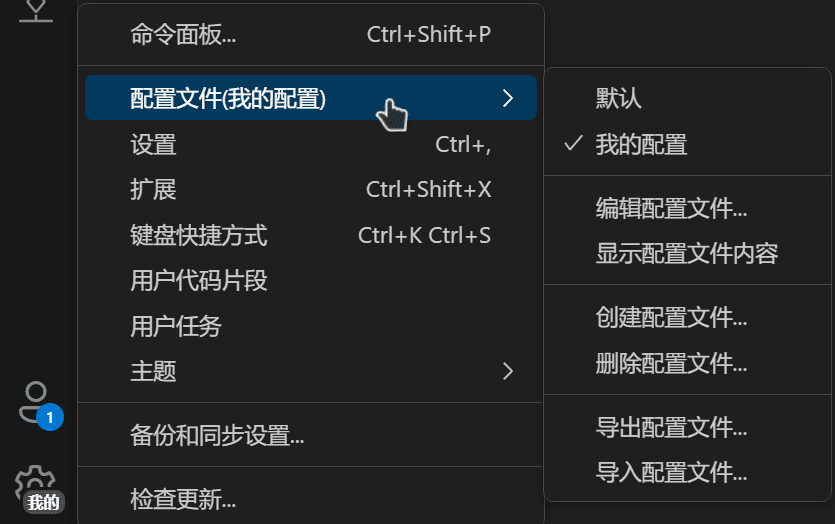 命令面板... Ctrl+Shift+P
配置文件(我的配置)
设置 Ctrl+,
扩展 Ctrl+Shift+X
键盘快捷方式 Ctrl+K Ctrl+S
用户代码片段
用户任务
主题
备份和同步设置...
检查更新...
默认
我的配置
编辑配置文件...
显示配置文件内容
创建配置文件...
删除配置文件...
导出配置文件...
导入配置文件...
1
我的